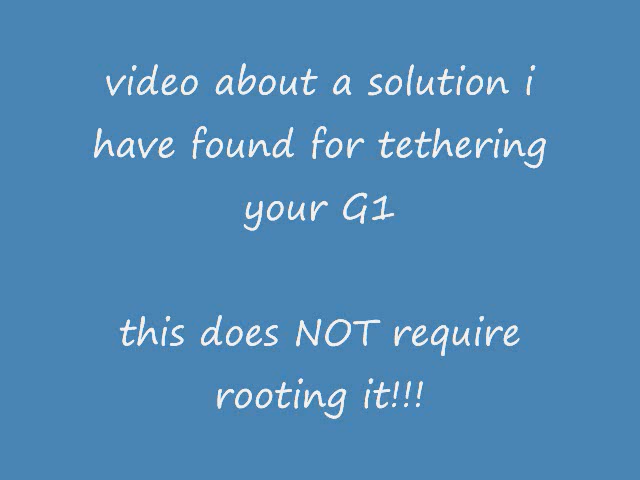 video about a solution i
have found for tethering
your G1
this does NOT require
rooting it!!!